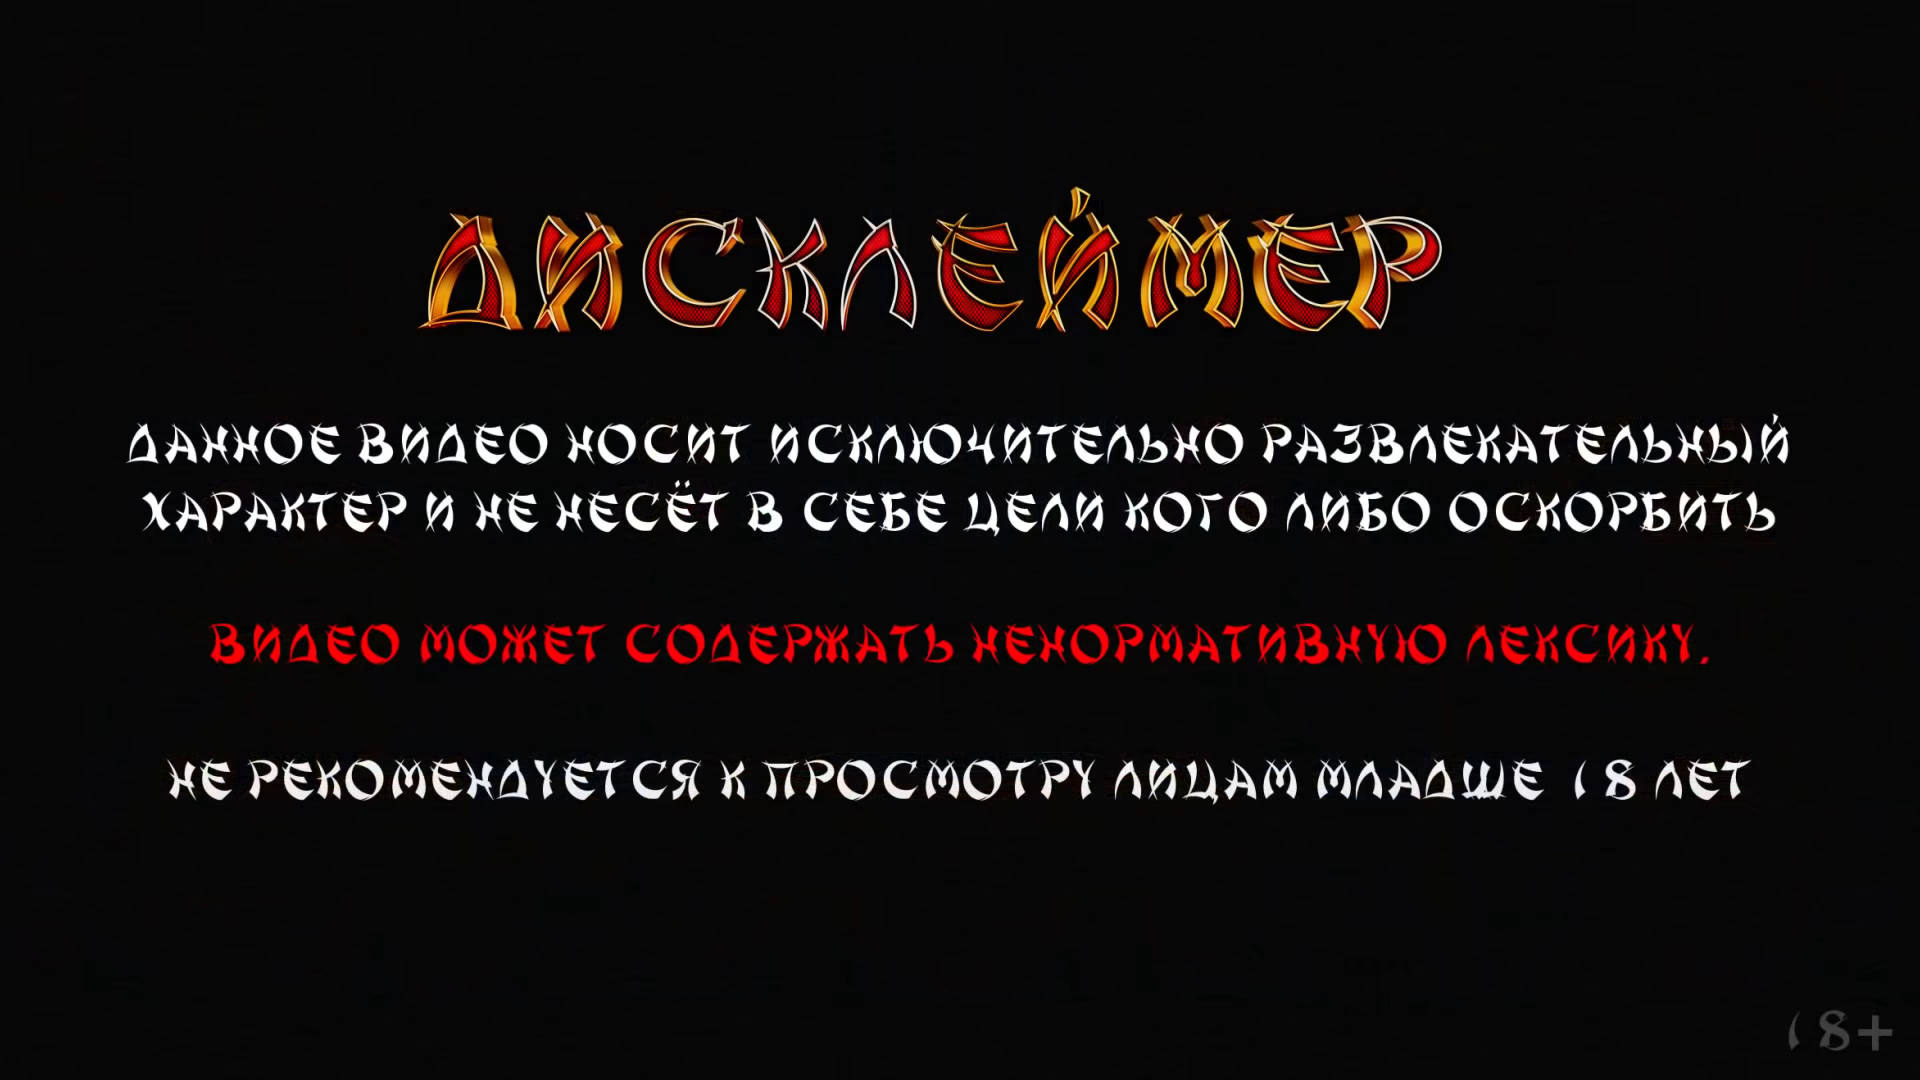 ДИСКЛЕЙМЕР
ДАННОЕ ВИДЕО НОСИТ ИСКЛЮЧИТЕЛЬНО РАЗВЛЕКАТЕЛЬНЫЙ
ХАРАКТЕР И НЕ НЕСЁТ В СЕБЕ ЦЕЛИ КОГО ЛИБО ОСКОРБИТЬ
ВИДЕО МОЖЕТ СОДЕРЖАТЬ НЕНОРМАТИВНУЮ ЛЕКСИКУ.
НЕ РЕКОМЕНДУЕТСЯ К ПРОСМОТРУ ЛИЦАМ МЛАДШЕ 18 ЛЕТ
18+